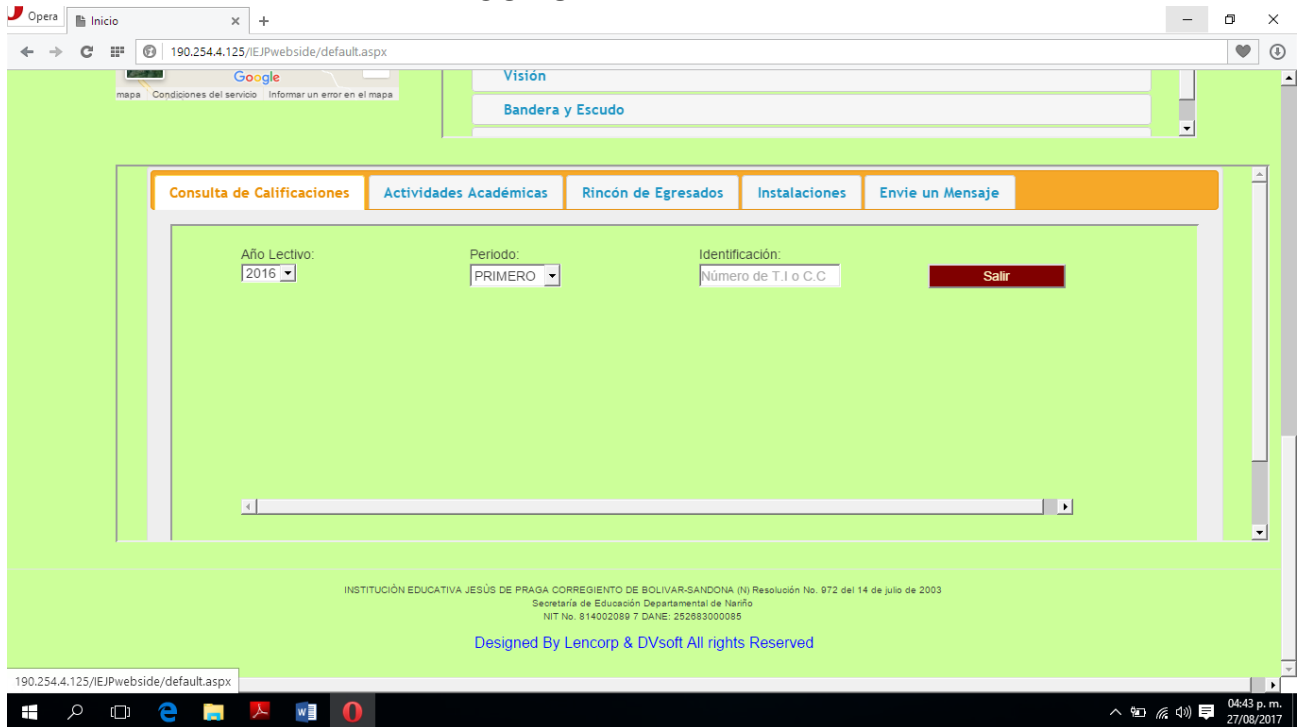 Opera
Inicio
190.254.4.125/IEJPwebside/default.aspx
Google
mapa Condiciones del servicio Informar un error en el mapa
Visión
Bandera y Escudo
Consulta de Calificaciones
Actividades Académicas
Rincón de Egresados
Instalaciones
Envie un Mensaje
Año Lectivo:
Periodo:
Identificación:
2016
PRIMERO
Número de T.I o C.C
Salir
INSTITUCIÒN EDUCATIVA JESÙS DE PRAGA CORREGIENTO DE BOLIVAR-SANDONA (N) Resolución No. 972 del 14 de julio de 2003
Secretaría de Educación Departamental de Nariño
NIT No. 814002089 7 DANE: 252683000085
Designed By Lencorp & DVsoft All rights Reserved
190.254.4.125/IEJPwebside/default.aspx
04:43 p. m.
27/08/2017